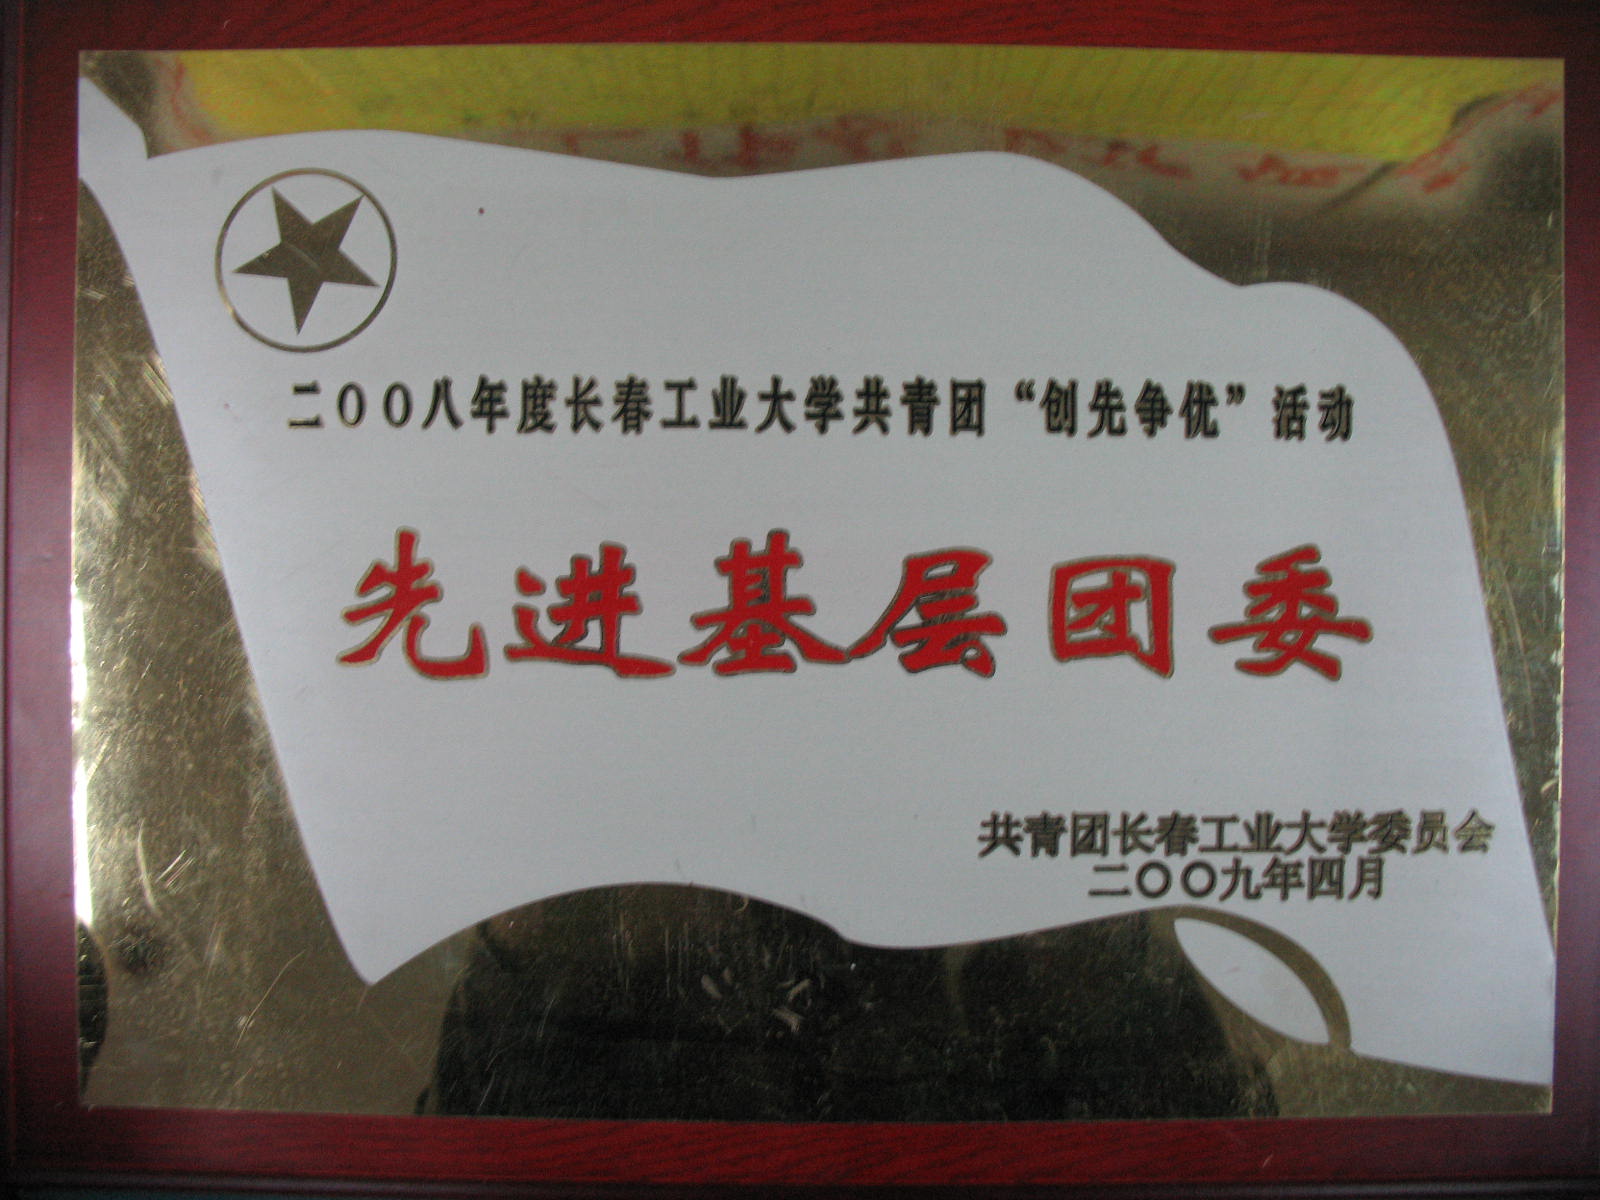 二〇〇八年度长春工业大学共青团“创先争优”活动
先进基层团委
共青团长春工业大学委员会
二〇〇九年四月